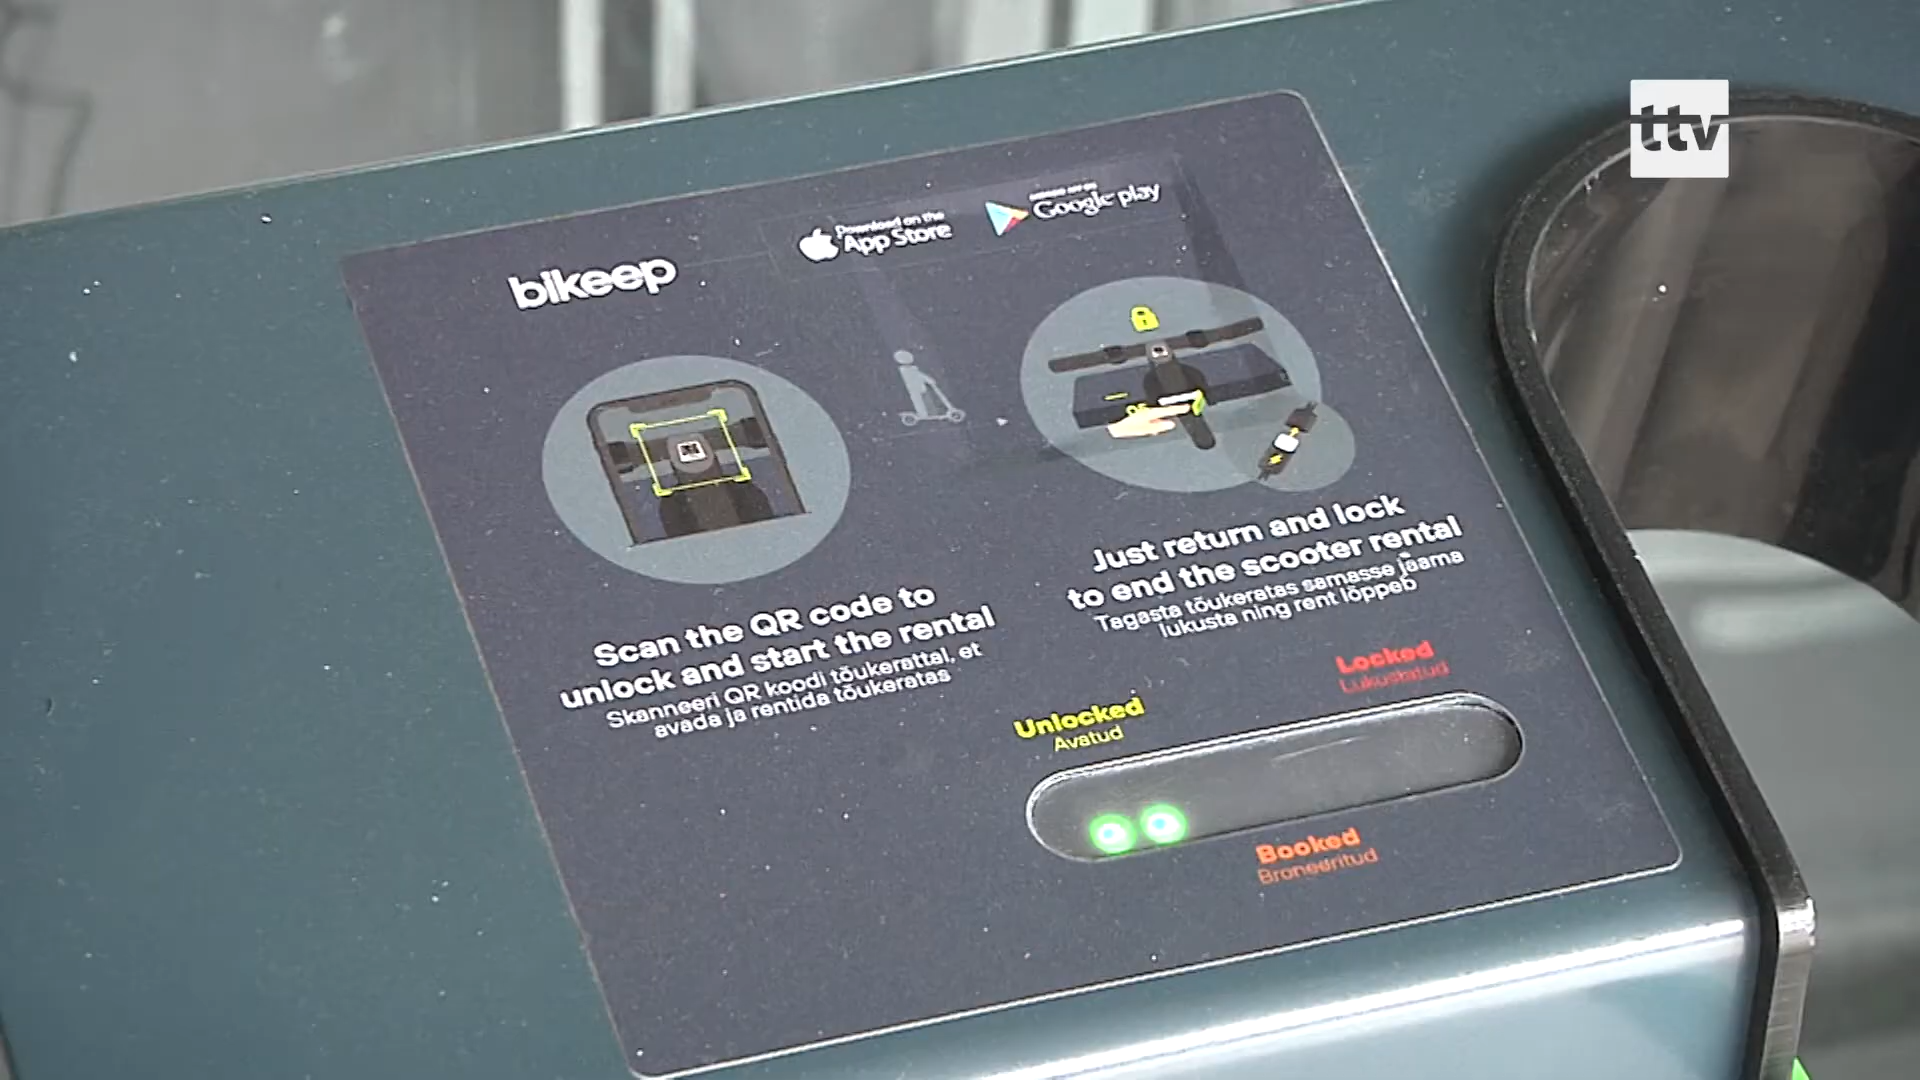 ttv
bikeep
Download on the
App Store
Google play
Scan the QR code to
unlock and start the rental
Skanneeri QR koodi tõukerattal, et
avada ja rentida tõukeratas
Just return and lock
to end the scooter rental
Tagasta tõukeratas samasse jaama
lukusta ning rent lõppeb
Unlocked
Avatud
Locked
Lukustatud
Booked
Broneeritud